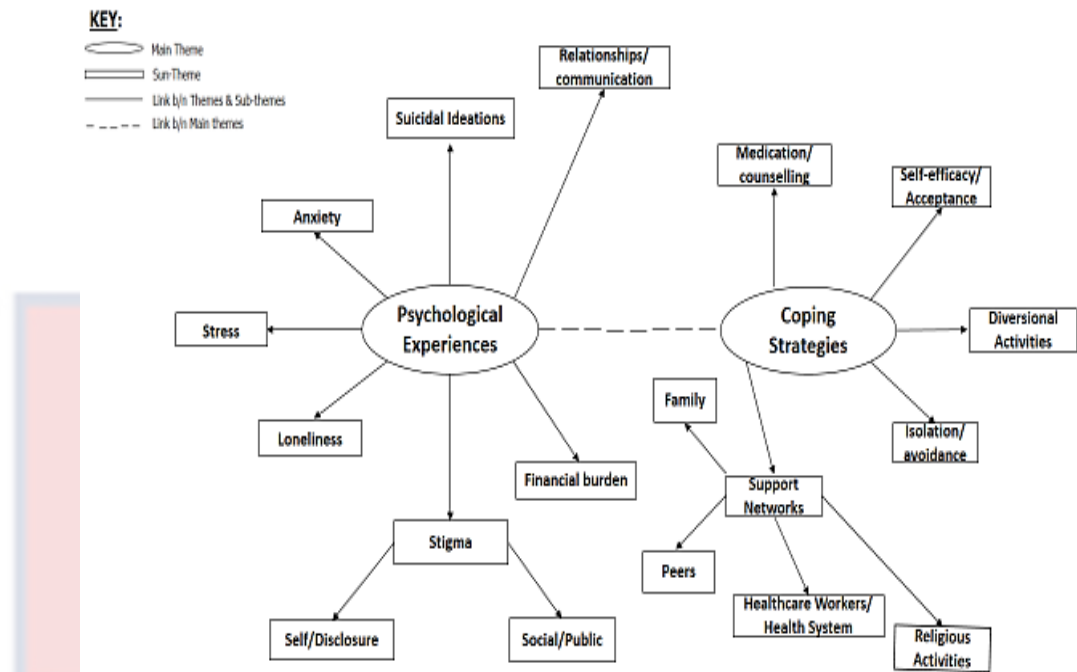 KEY:
Main Theme
Sun-Theme
Link b/n Themes & Sub-themes
Link b/n Main themes
Relationships/
communication
Suicidal Ideations
Anxiety
Stress
Loneliness
Psychological
Experiences
Financial burden
Stigma
Self/Disclosure
Social/Public
Medication/
counselling
Self-efficacy/
Acceptance
Coping
Strategies
Diversional
Activities
Isolation/
avoidance
Family
Support
Networks
Peers
Healthcare Workers/
Health System
Religious
Activities